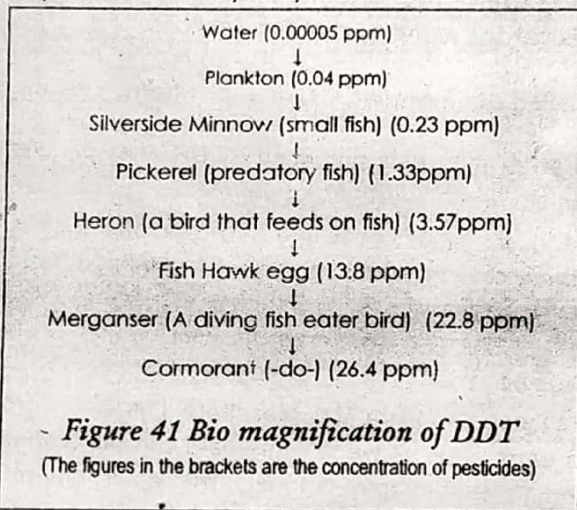 Water (0.00005 ppm)
↓
Plankton (0.04 ppm)
↓
Silverside Minnow (small fish) (0.23 ppm)
↓
Pickerel (predatory fish) (1.33ppm)
↓
Heron (a bird that feeds on fish) (3.57ppm)
↓
Fish Hawk egg (13.8 ppm)
↓
Merganser (A diving fish eater bird) (22.8 ppm)
↓
Cormorant (-do-) (26.4 ppm)
Figure 41 Bio magnification of DDT
(The figures in the brackets are the concentration of pesticides)